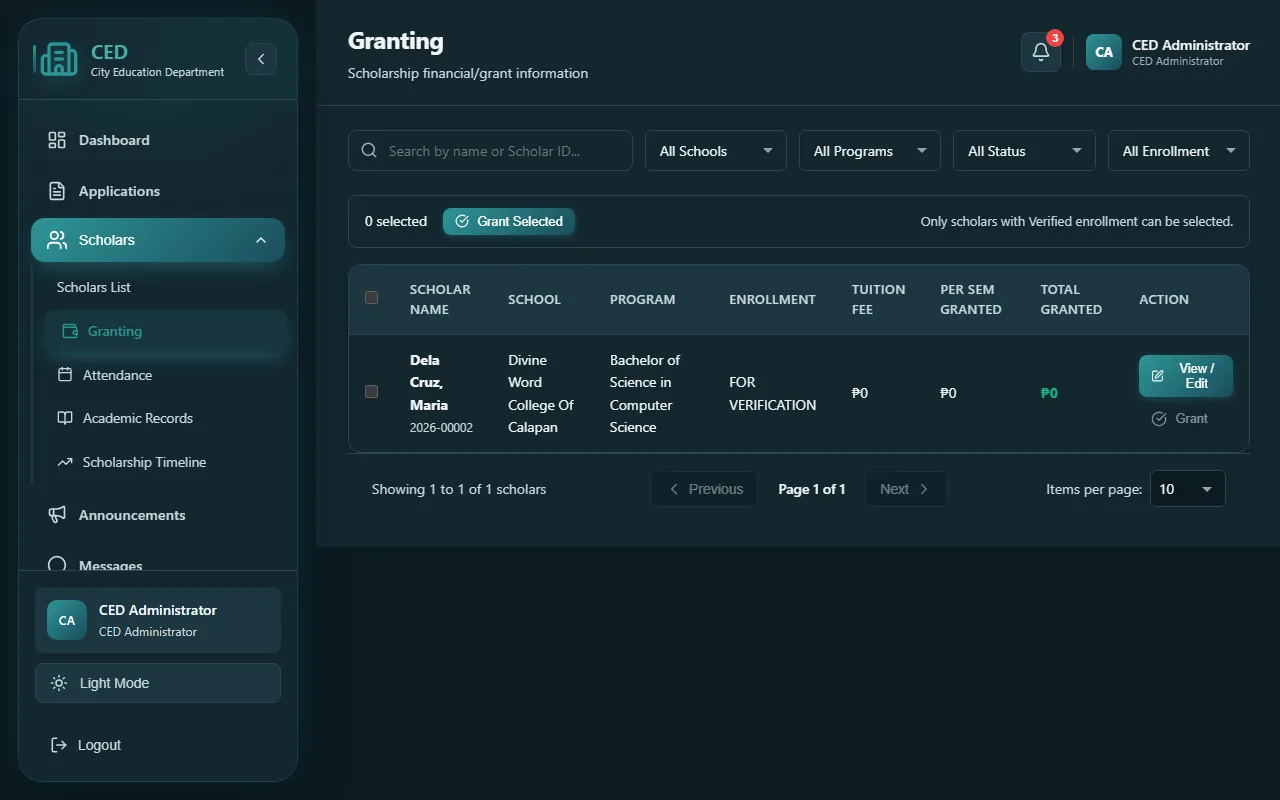 CED
City Education Department
Dashboard
Applications
Scholars
Scholars List
Granting
Attendance
Academic Records
Scholarship Timeline
Announcements
Messages
CA
CED Administrator
CED Administrator
Light Mode
Logout
Granting
Scholarship financial/grant information
3
CA
CED Administrator
CED Administrator
Search by name or Scholar ID...
All Schools
All Programs
All Status
All Enrollment
0 selected
Grant Selected
Only scholars with Verified enrollment can be selected.
SCHOLAR
NAME
SCHOOL
PROGRAM
ENROLLMENT
TUITION
FEE
PER SEM
GRANTED
TOTAL
GRANTED
ACTION
Dela
Cruz,
Maria
2026-00002
Divine
Word
College Of
Calapan
Bachelor of
Science in
Computer
Science
FOR
VERIFICATION
₱0
₱0
₱0
View /
Edit
Grant
Showing 1 to 1 of 1 scholars
Previous
Page 1 of 1
Next
Items per page:
10